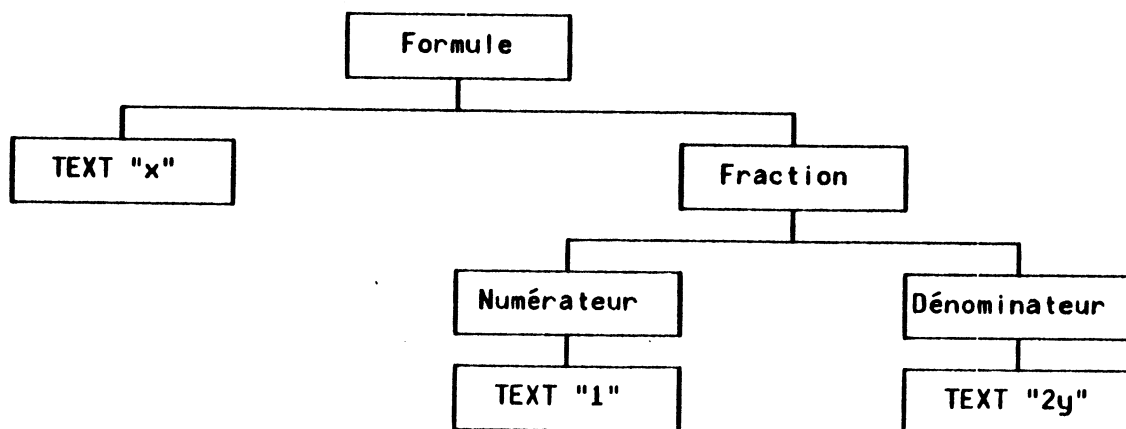 Formule
TEXT "x"
Fraction
Numérateur
Dénominateur
TEXT "1"
TEXT "2y"